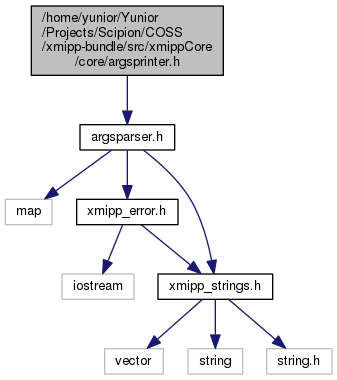 /home/yunior/Yunior
/Projects/Scipion/COSS
/xmipp-bundle/src/xmippCore
/core/argsprinter.h
argsparser.h
map
xmipp_error.h
iostream
xmipp_strings.h
vector
string
string.h